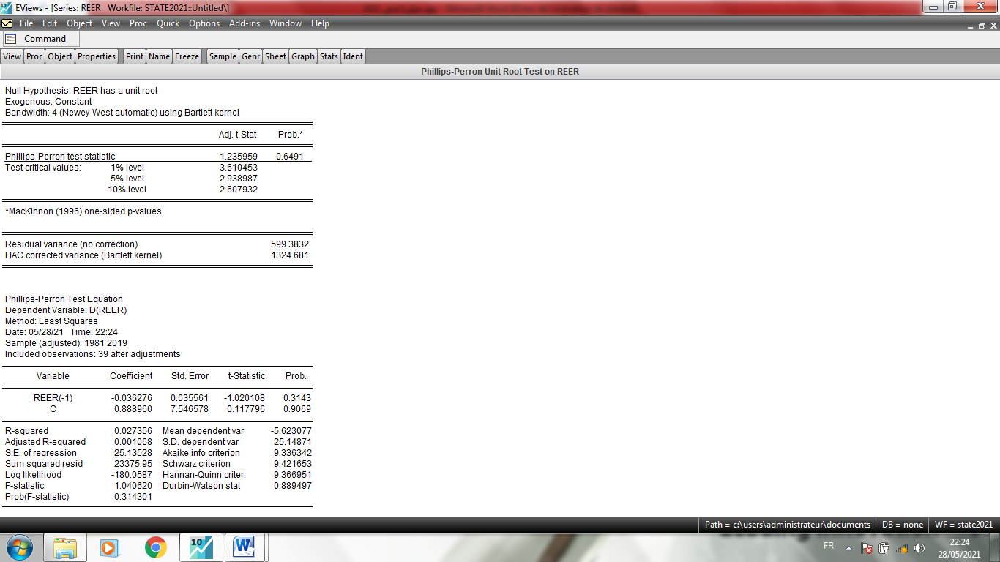 EViews - [Series: REER   Workfile: STATE2021::Untitled\]
File Edit Object View Proc Quick Options Add-ins Window Help
Command
View Proc Object Properties Print Name Freeze Sample Genr Sheet Graph Stats Ident
Phillips-Perron Unit Root Test on REER
Null Hypothesis: REER has a unit root
Exogenous: Constant
Bandwidth: 4 (Newey-West automatic) using Bartlett kernel
Adj. t-Stat Prob.*
Phillips-Perron test statistic -1.235959 0.6491
Test critical values: 1% level -3.610453
5% level -2.938987
10% level -2.607932
*MacKinnon (1996) one-sided p-values.
Residual variance (no correction) 599.3832
HAC corrected variance (Bartlett kernel) 1324.681
Phillips-Perron Test Equation
Dependent Variable: D(REER)
Method: Least Squares
Date: 05/28/21 Time: 22:24
Sample (adjusted): 1981 2019
Included observations: 39 after adjustments
Variable Coefficient Std. Error t-Statistic Prob.
REER(-1) -0.036276 0.035561 -1.020108 0.3143
C 0.888960 7.546578 0.117796 0.9069
R-squared 0.027356 Mean dependent var -5.623077
Adjusted R-squared 0.001068 S.D. dependent var 25.14871
S.E. of regression 25.13528 Akaike info criterion 9.336342
Sum squared resid 23375.95 Schwarz criterion 9.421653
Log likelihood -180.0587 Hannan-Quinn criter. 9.366951
F-statistic 1.040620 Durbin-Watson stat 0.889497
Prob(F-statistic) 0.314301
Path = c:\users\administrateur\documents DB = none WF = state2021
10
FR 22:24
28/05/2021